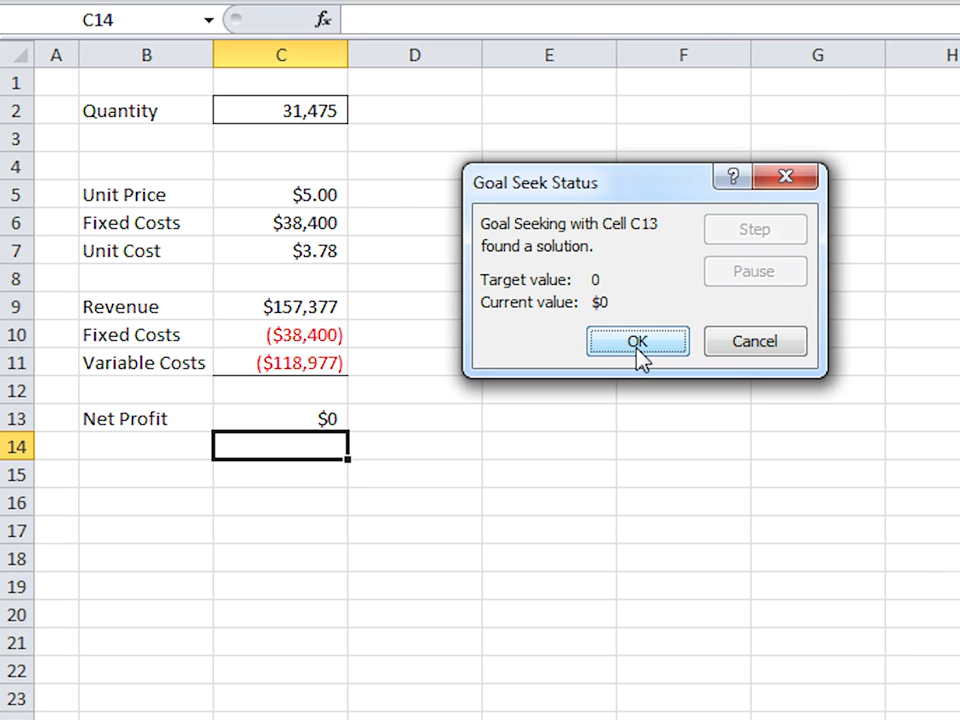 C14 fx
A B C D E F G H
1
2 Quantity 31,475
3
4
5 Unit Price $5.00
6 Fixed Costs $38,400
7 Unit Cost $3.78
8
9 Revenue $157,377
10 Fixed Costs ($38,400)
11 Variable Costs ($118,977)
12
13 Net Profit $0
14
15
16
17
18
19
20
21
22
23
Goal Seek Status ?
Goal Seeking with Cell C13
found a solution.
Target value: 0
Current value: $0
Step
Pause
OK Cancel